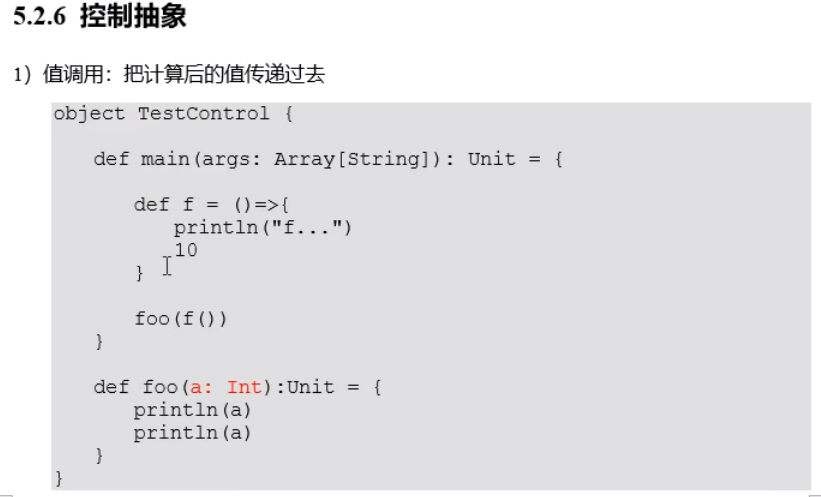 5.2.6 控制抽象
1）值调用：把计算后的值传递过去
object TestControl {
def main(args: Array[String]): Unit = {
def f = ()=>{
println("f...")
10
}
foo(f())
}
def foo(a: Int):Unit = {
println(a)
println(a)
}
}